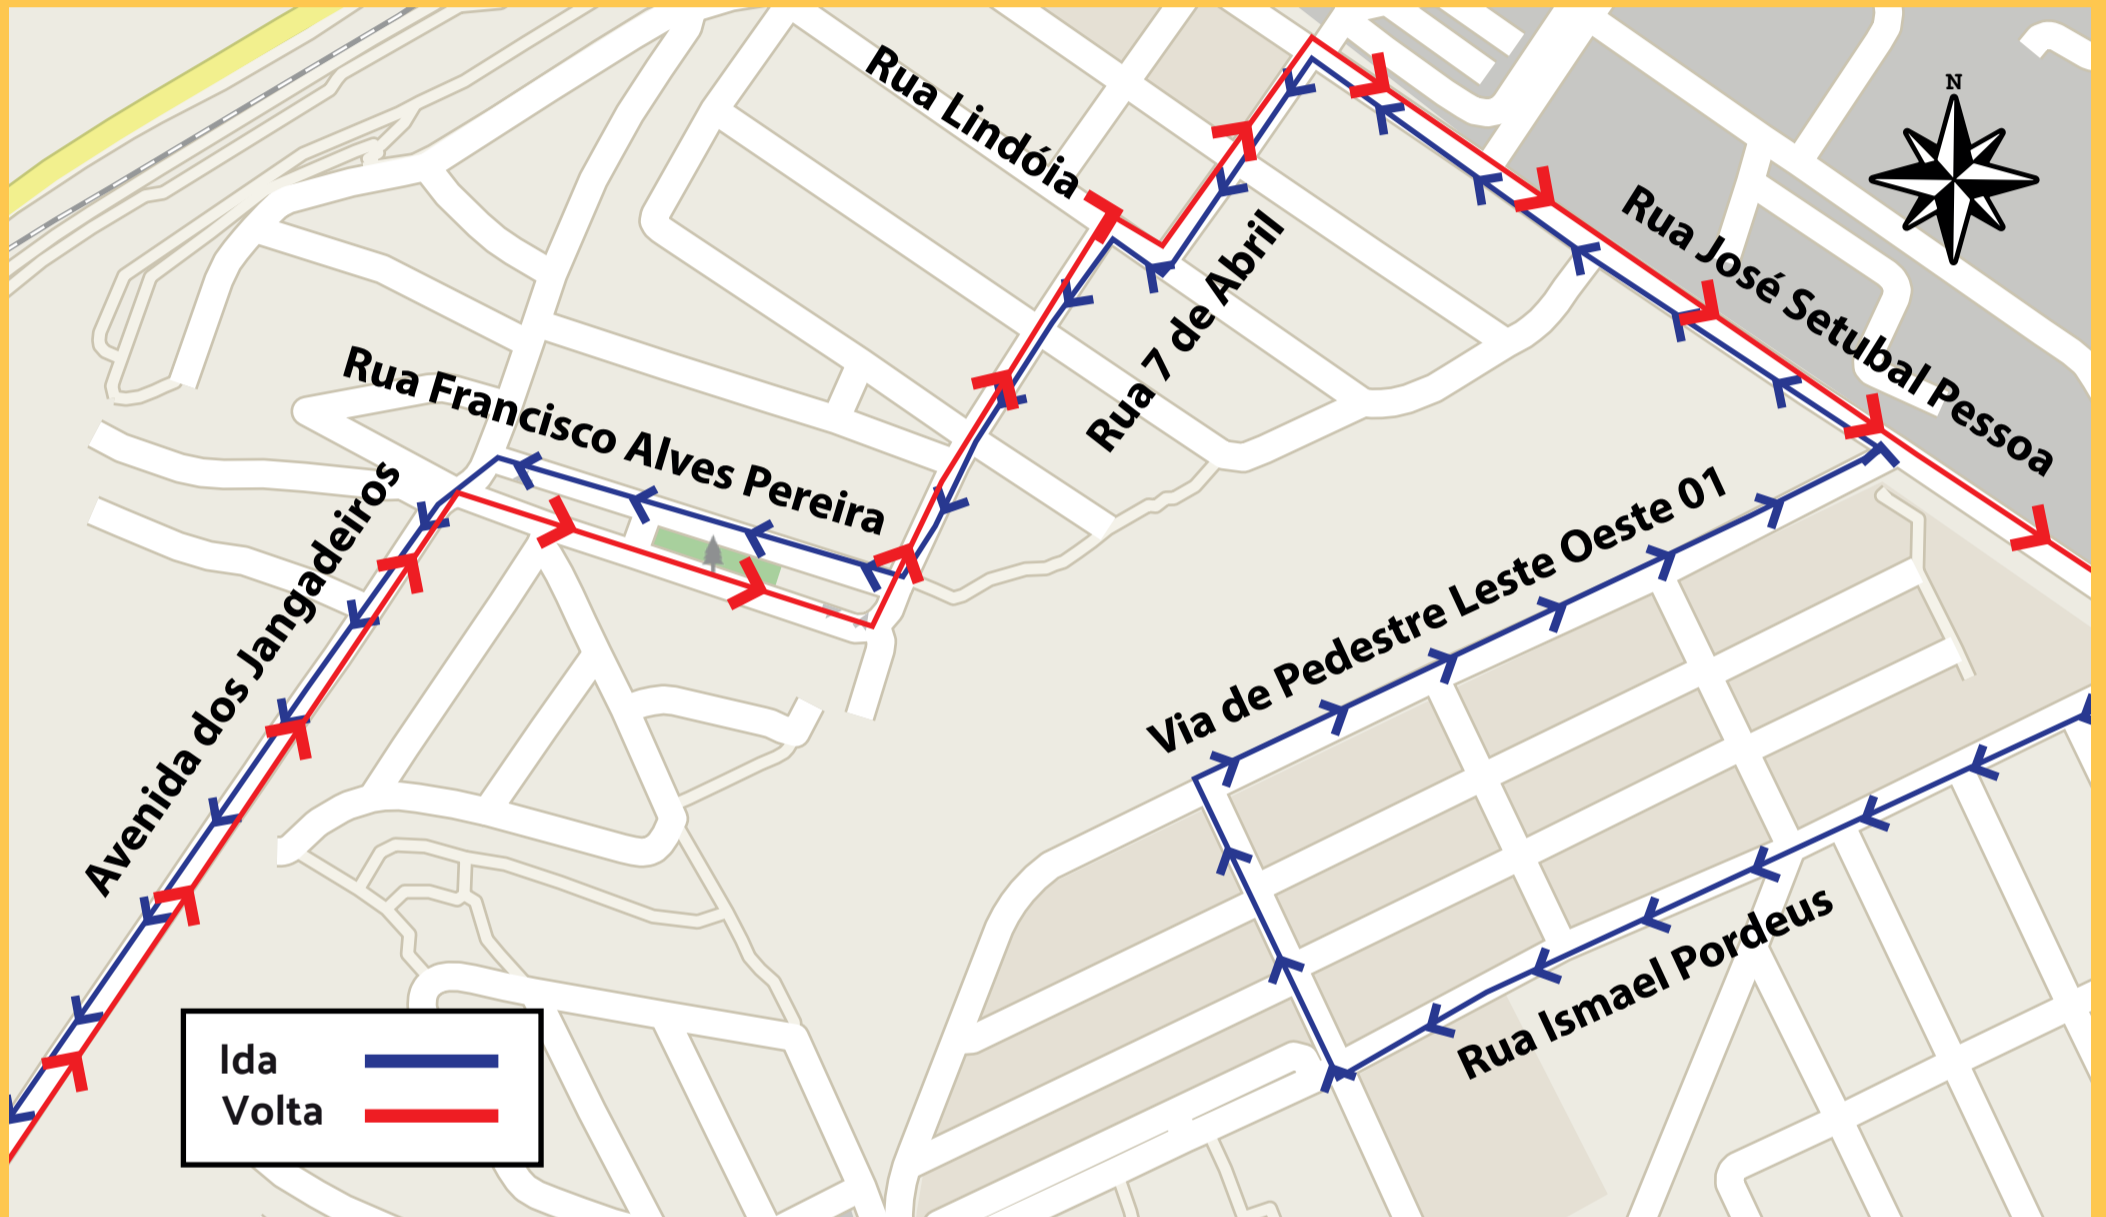 N
Rua Lindóia
Rua José Setubal Pessoa
Rua 7 de Abril
Rua Francisco Alves Pereira
Avenida dos Jangadeiros
Via de Pedestre Leste Oeste 01
Rua Ismael Pordeus
Ida
Volta